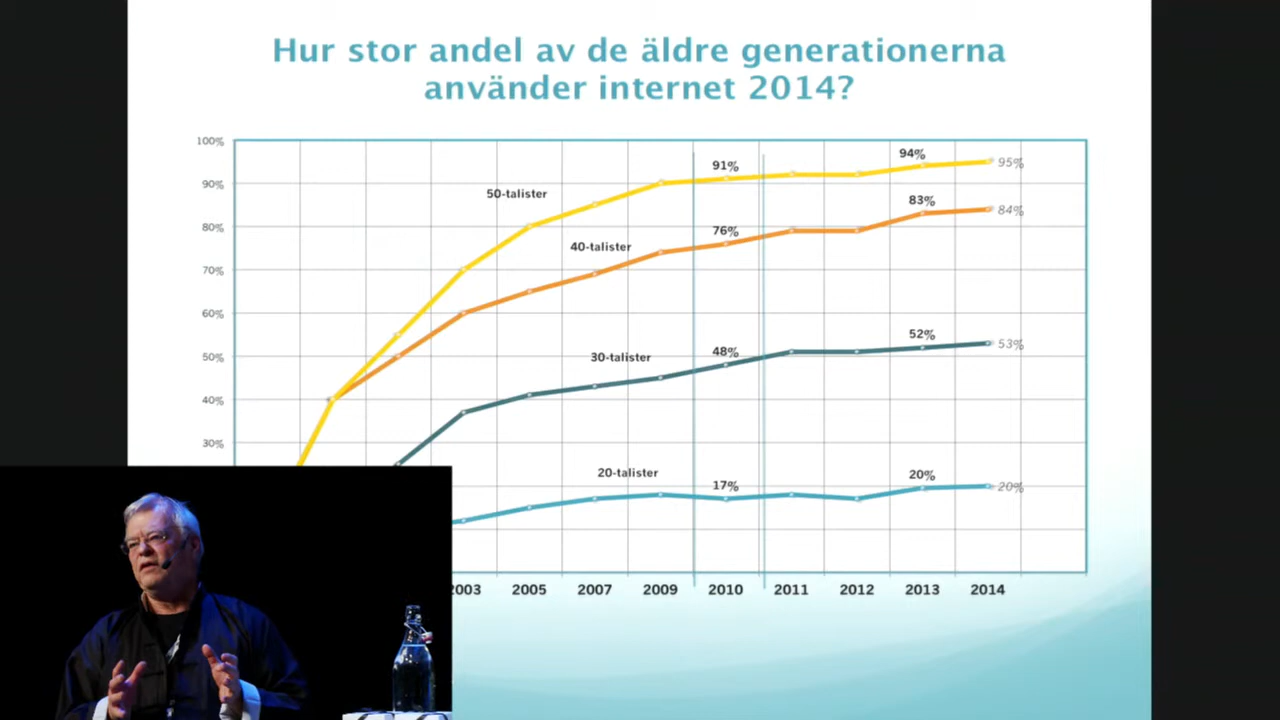 Hur stor andel av de äldre generationerna
använder internet 2014?
100%
90%
80%
70%
60%
50%
40%
30%
50-talister
91%
94%
95%
40-talister
76%
83%
84%
30-talister
48%
52%
53%
20-talister
17%
20%
20%
2003 2005 2007 2009 2010 2011 2012 2013 2014